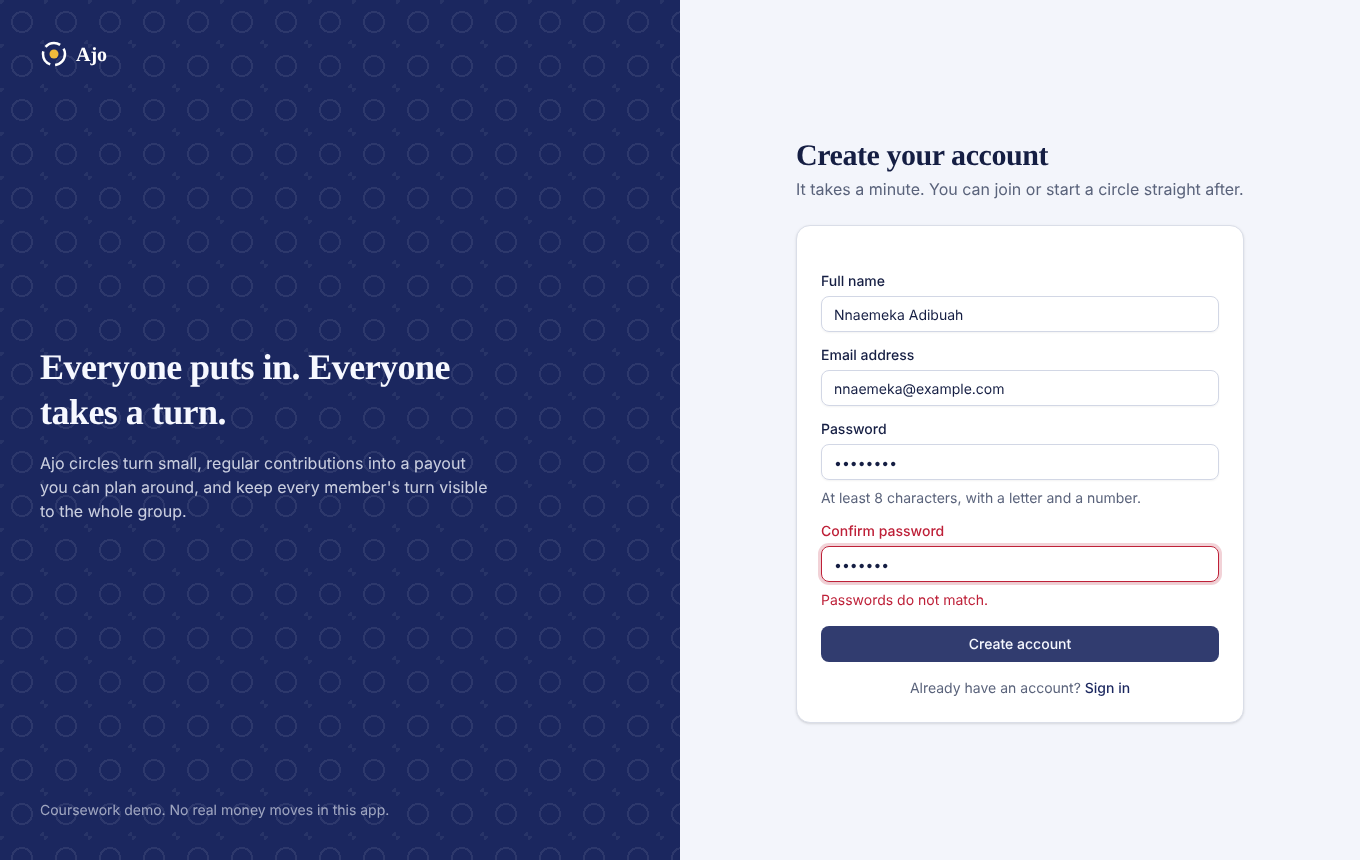 Ajo
Everyone puts in. Everyone
takes a turn.
Ajo circles turn small, regular contributions into a payout
you can plan around, and keep every member's turn visible
to the whole group.
Coursework demo. No real money moves in this app.
Create your account
It takes a minute. You can join or start a circle straight after.
Full name
Nnaemeka Adibuah
Email address
nnaemeka@example.com
Password
••••••••
At least 8 characters, with a letter and a number.
Confirm password
•••••••
Passwords do not match.
Create account
Already have an account? Sign in